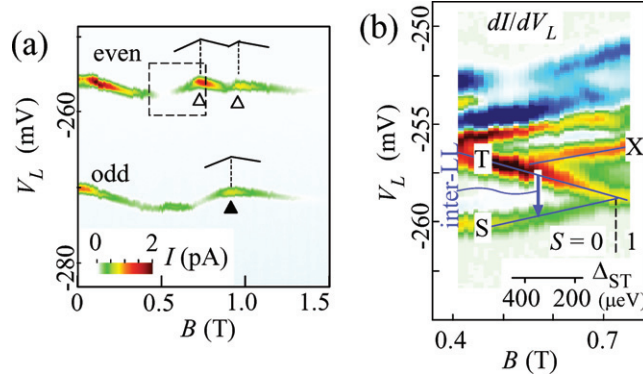 (a)
even
odd
-260
-280
V_L (mV)
0 2
I (pA)
0 0.5 1.0 1.5
B (T)
(b)
dI/dV_L
-250
-255
-260
V_L (mV)
inter-LL
T
X
S
S = 0 1
Δ_ST
400 200 (μeV)
0.4 0.7
B (T)